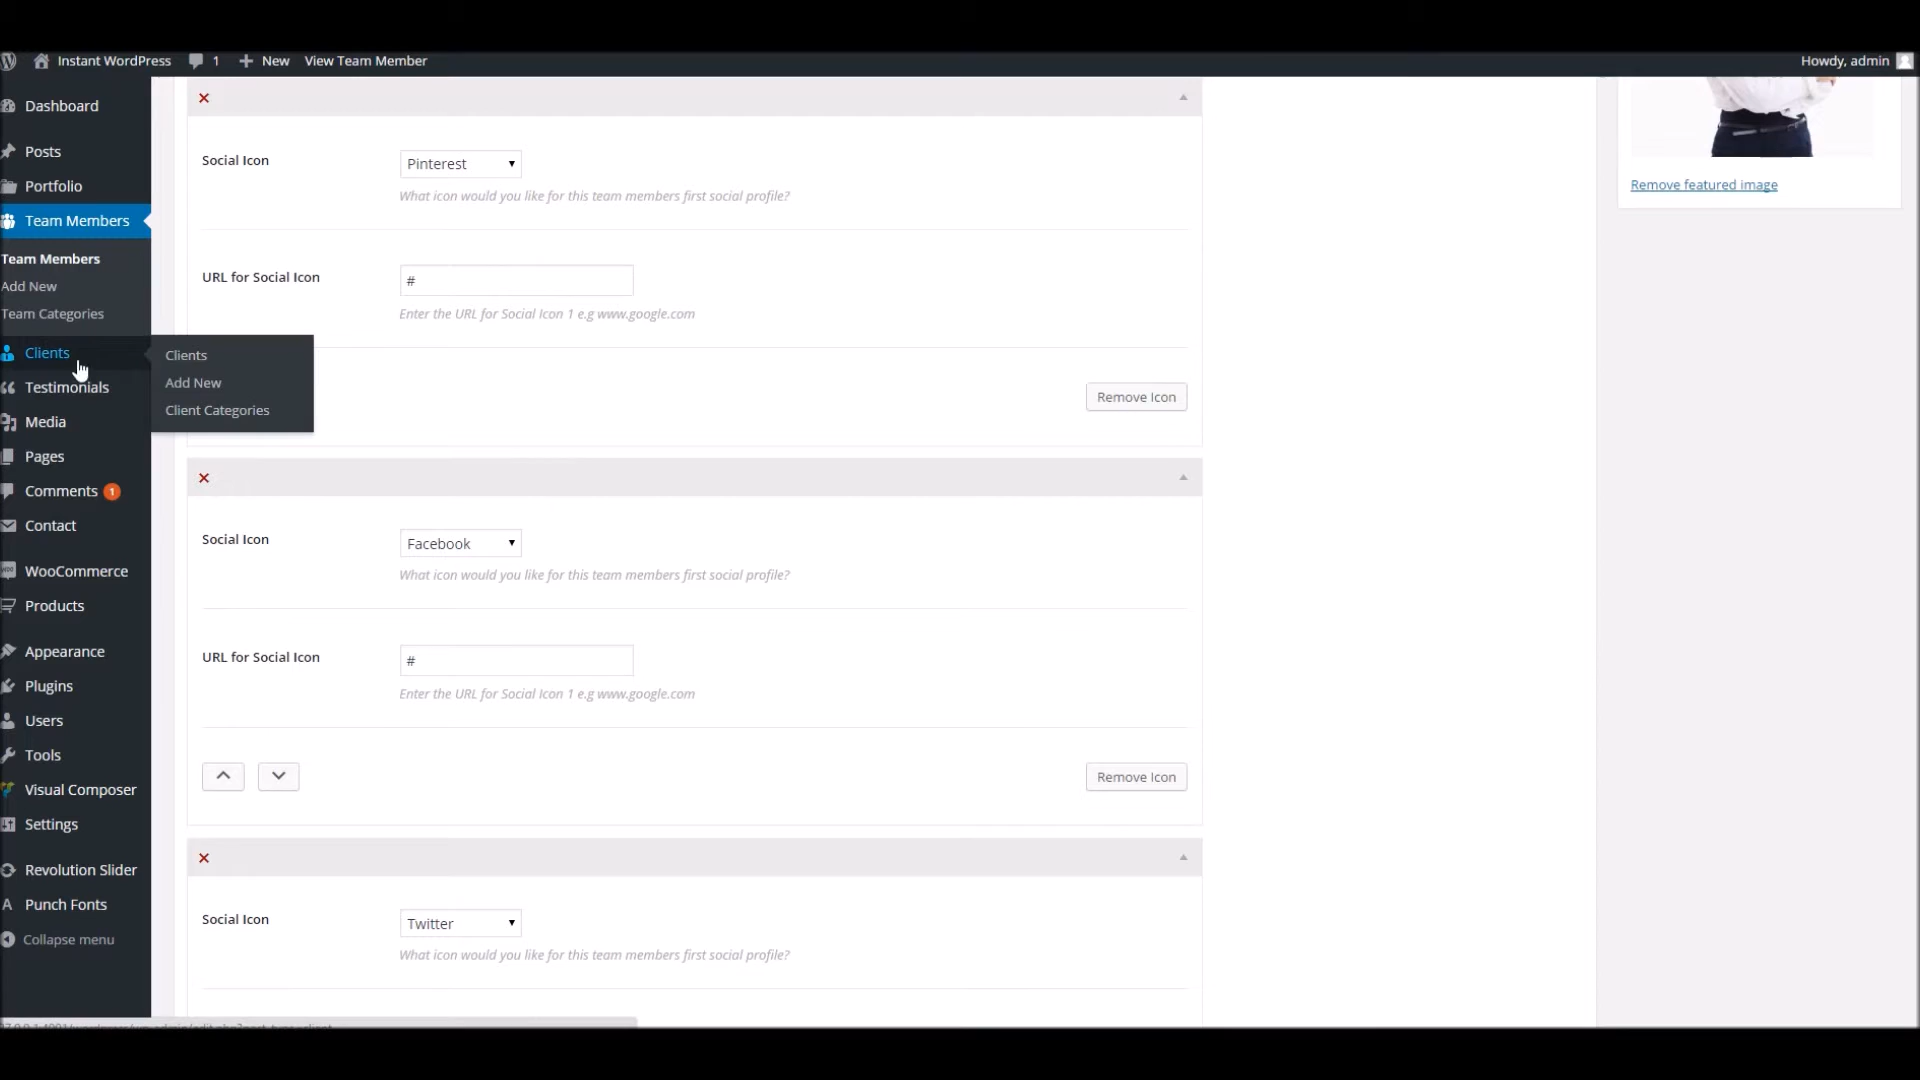 Instant WordPress 1 New View Team Member Howdy, admin
Dashboard
Posts
Portfolio
Team Members
Team Members
Add New
Team Categories
Clients
Clients
Add New
Client Categories
Testimonials
Media
Pages
Comments 1
Contact
WooCommerce
Products
Appearance
Plugins
Users
Tools
Visual Composer
Settings
Revolution Slider
A Punch Fonts
Collapse menu
Social Icon Pinterest
What icon would you like for this team members first social profile?
URL for Social Icon #
Enter the URL for Social Icon 1 e.g www.google.com
Remove Icon
Social Icon Facebook
What icon would you like for this team members first social profile?
URL for Social Icon #
Enter the URL for Social Icon 1 e.g www.google.com
Remove Icon
Social Icon Twitter
What icon would you like for this team members first social profile?
Remove featured image